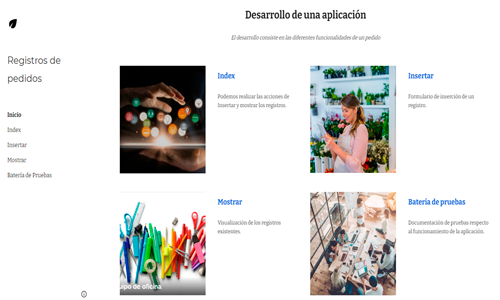 Registros de
pedidos
Inicio
Index
Insertar
Mostrar
Batería de Pruebas
Desarrollo de una aplicación
El desarrollo consiste en las diferentes funcionalidades de un pedido
Index
Podemos realizar las acciones de
Insertar y mostrar los registros.
Insertar
Formulario de inserción de un
registro.
Mostrar
Visualización de los registros
existentes.
uipo de oficina
Batería de pruebas
Documentación de pruebas respecto
al funcionamiento de la aplicación.